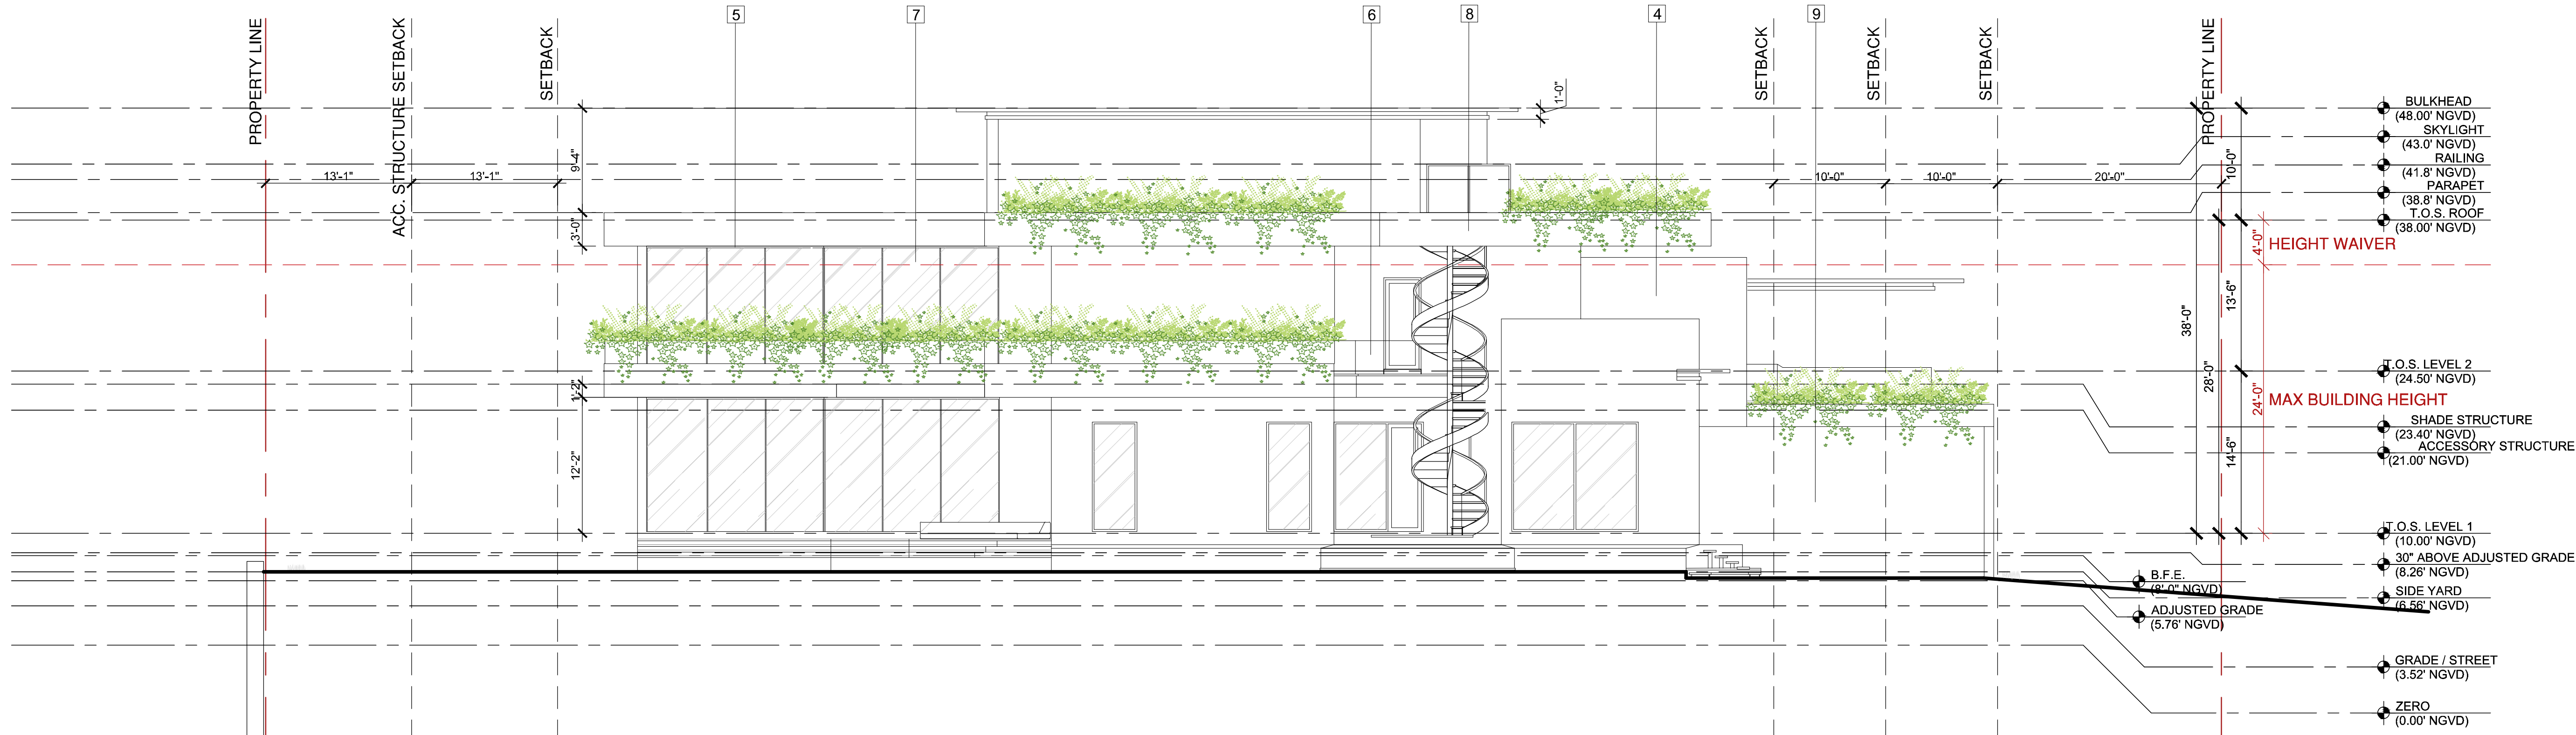 5
7
6
8
4
9
PROPERTY LINE
ACC. STRUCTURE SETBACK
SETBACK
SETBACK
SETBACK
SETBACK
PROPERTY LINE
1'-0"
9'-4"
3'-0"
1'-2"
12'-2"
13'-1"
13'-1"
10'-0"
10'-0"
20'-0"
10'-0"
13'-6"
14'-6"
38'-0"
28'-0"
4'-0"
HEIGHT WAIVER
24'-0"
MAX BUILDING HEIGHT
BULKHEAD
(48.00' NGVD)
SKYLIGHT
(43.0' NGVD)
RAILING
(41.8' NGVD)
PARAPET
(38.8' NGVD)
T.O.S. ROOF
(38.00' NGVD)
T.O.S. LEVEL 2
(24.50' NGVD)
SHADE STRUCTURE
(23.40' NGVD)
ACCESSORY STRUCTURE
(21.00' NGVD)
T.O.S. LEVEL 1
(10.00' NGVD)
30" ABOVE ADJUSTED GRADE
(8.26' NGVD)
B.F.E.
(8'-0" NGVD)
SIDE YARD
(6.56' NGVD)
ADJUSTED GRADE
(5.76' NGVD)
GRADE / STREET
(3.52' NGVD)
ZERO
(0.00' NGVD)